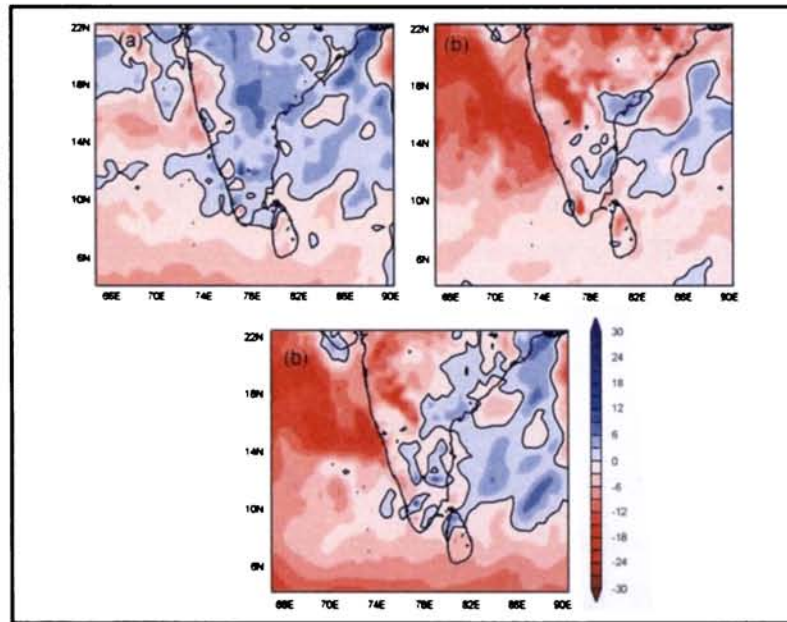 (a)
22N
18N
14N
10N
6N
66E 70E 74E 78E 82E 86E 90E
(b)
22N
18N
14N
10N
6N
66E 70E 74E 78E 82E 86E 90E
(b)
22N
18N
14N
10N
6N
66E 70E 74E 78E 82E 86E 90E
30
24
18
12
6
0
-6
-12
-18
-24
-30